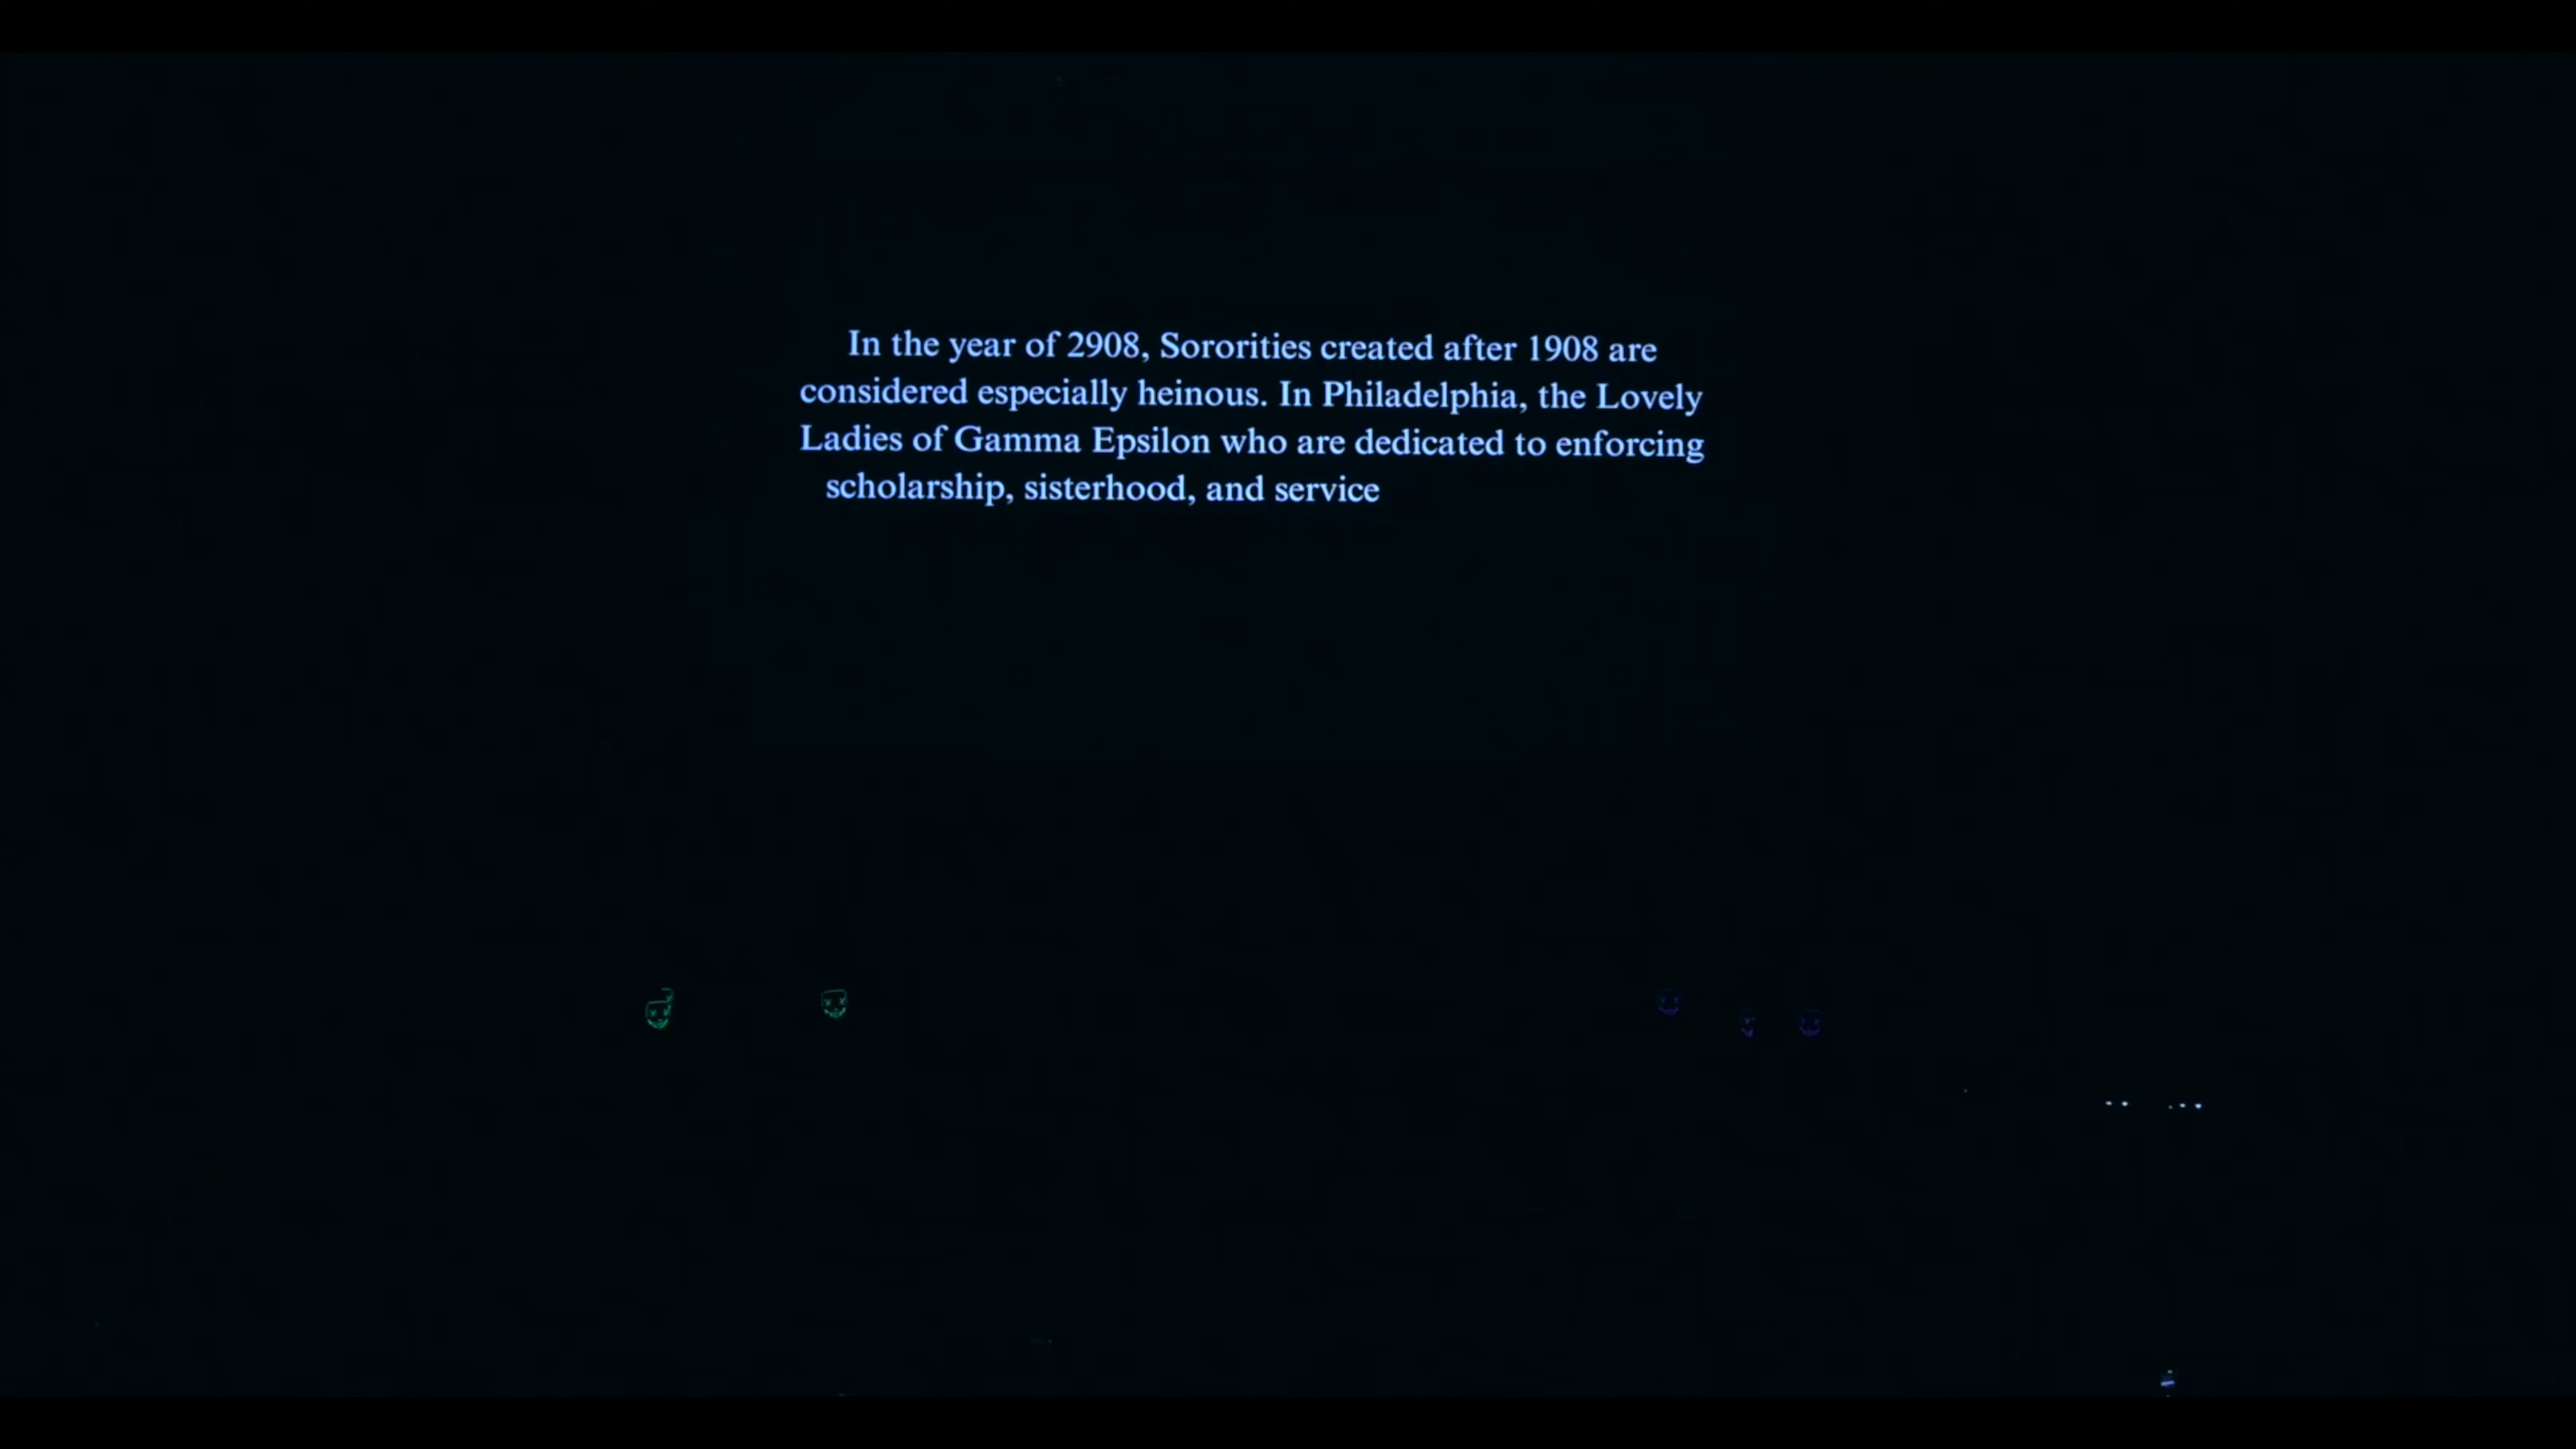 In the year of 2908, Sororities created after 1908 are
considered especially heinous. In Philadelphia, the Lovely
Ladies of Gamma Epsilon who are dedicated to enforcing
scholarship, sisterhood, and service